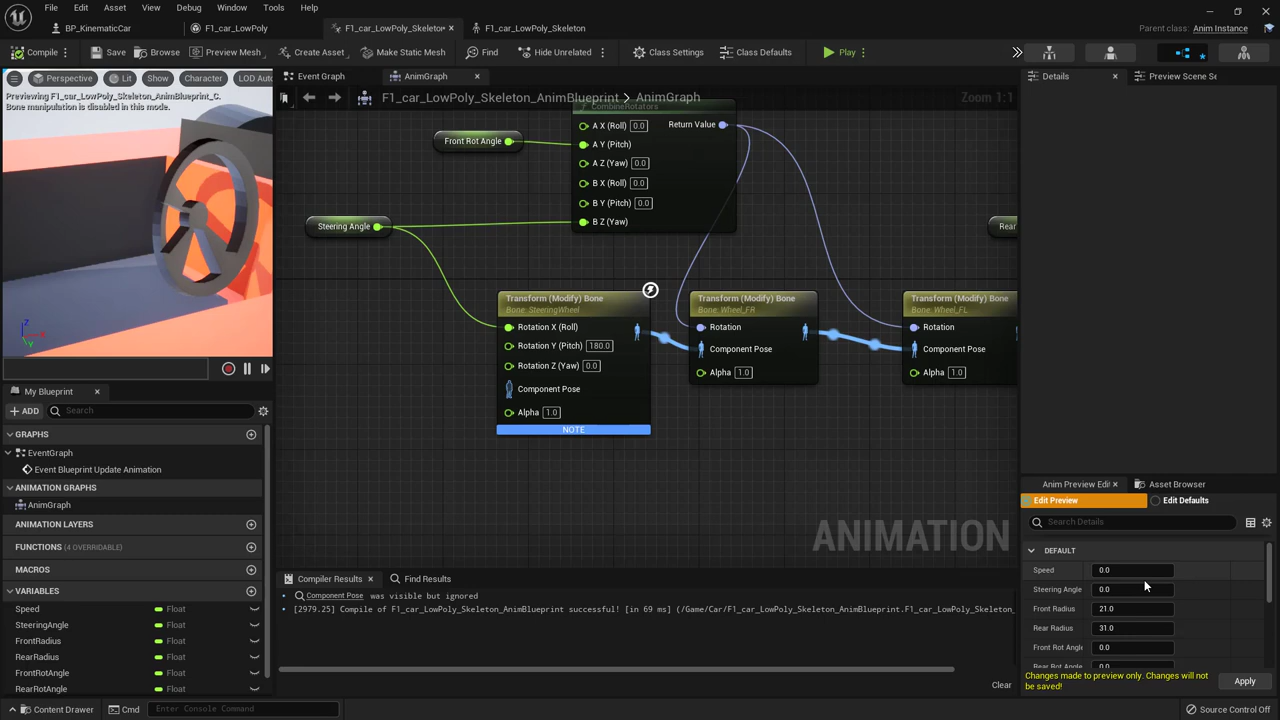 File Edit Asset View Debug Window Tools Help
BP_KinematicCar F1_car_LowPoly F1_car_LowPoly_Skeleton• F1_car_LowPoly_Skeleton Parent class: Anim Instance
Compile Save Browse Preview Mesh Create Asset Make Static Mesh Find Hide Unrelated Class Settings Class Defaults Play
Perspective Lit Show Character LOD Auto
Previewing F1_car_LowPoly_Skeleton_AnimBlueprint_C.
Bone manipulation is disabled in this mode.
Event Graph AnimGraph
F1_car_LowPoly_Skeleton_AnimBlueprint > AnimGraph Zoom 1:1
Details Preview Scene Se
CombineRotators
A X (Roll) 0.0 Return Value
Front Rot Angle A Y (Pitch)
A Z (Yaw) 0.0
B X (Roll) 0.0
B Y (Pitch) 0.0
Steering Angle B Z (Yaw) Rear
Transform (Modify) Bone
Bone: SteeringWheel
Rotation X (Roll)
Rotation Y (Pitch) 180.0
Rotation Z (Yaw) 0.0
Component Pose
Alpha 1.0
NOTE
Transform (Modify) Bone
Bone: Wheel_FR
Rotation
Component Pose
Alpha 1.0
Transform (Modify) Bone
Bone: Wheel_FL
Rotation
Component Pose
Alpha 1.0
ANIMATION
Z
X
Y
My Blueprint
ADD Search
GRAPHS
EventGraph
Event Blueprint Update Animation
ANIMATION GRAPHS
AnimGraph
ANIMATION LAYERS
FUNCTIONS (4 OVERRIDABLE)
MACROS
VARIABLES
Speed Float
SteeringAngle Float
FrontRadius Float
RearRadius Float
FrontRotAngle Float
RearRotAngle Float
Compiler Results Find Results
Component Pose was visible but ignored
[2979.25] Compile of F1_car_LowPoly_Skeleton_AnimBlueprint successful! [in 69 ms] (/Game/Car/F1_car_LowPoly_Skeleton_AnimBlueprint.F1_car_LowPoly_Skeleton_
Clear
Anim Preview Edit Asset Browser
Edit Preview Edit Defaults
Search Details
DEFAULT
Speed 0.0
Steering Angle 0.0
Front Radius 21.0
Rear Radius 31.0
Front Rot Angle 0.0
Rear Rot Angle 0.0
Changes made to preview only. Changes will not
be saved! Apply
Content Drawer Cmd Enter Console Command Source Control Off